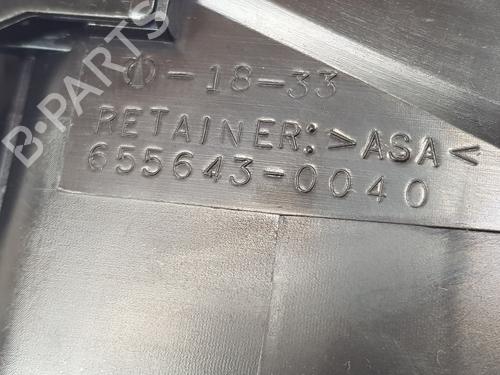 -18-33
RETAINER: >ASA<
655643-0040
B-PARTS